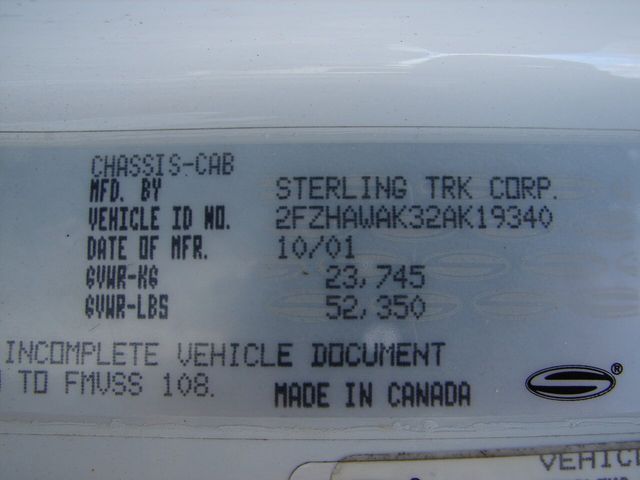 CHASSIS-CAB
MFD. BY STERLING TRK CORP.
VEHICLE ID NO. 2FZHAWAK32AK19340
DATE OF MFR. 10/01
GVWR-KG 23,745
GVWR-LBS 52,350
INCOMPLETE VEHICLE DOCUMENT
TO FMVSS 108. MADE IN CANADA
®
VEHIC